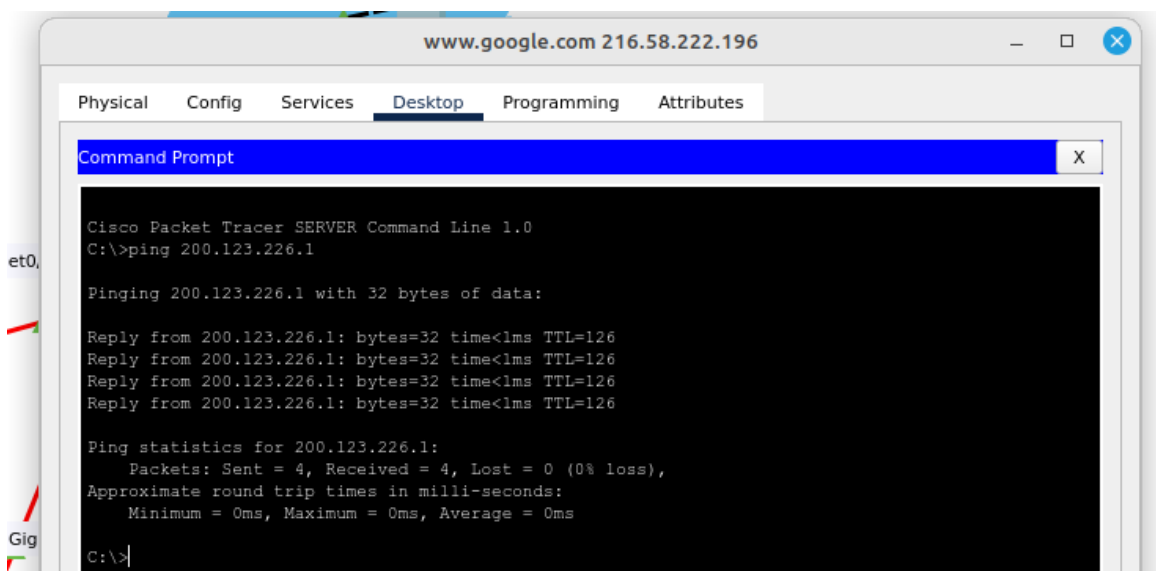 www.google.com 216.58.222.196
Physical Config Services Desktop Programming Attributes
Command Prompt
X
Cisco Packet Tracer SERVER Command Line 1.0
C:\>ping 200.123.226.1
et0,
Pinging 200.123.226.1 with 32 bytes of data:
Reply from 200.123.226.1: bytes=32 time<1ms TTL=126
Reply from 200.123.226.1: bytes=32 time<1ms TTL=126
Reply from 200.123.226.1: bytes=32 time<1ms TTL=126
Reply from 200.123.226.1: bytes=32 time<1ms TTL=126
Ping statistics for 200.123.226.1:
Packets: Sent = 4, Received = 4, Lost = 0 (0% loss),
Approximate round trip times in milli-seconds:
Minimum = 0ms, Maximum = 0ms, Average = 0ms
Gig
C:\>